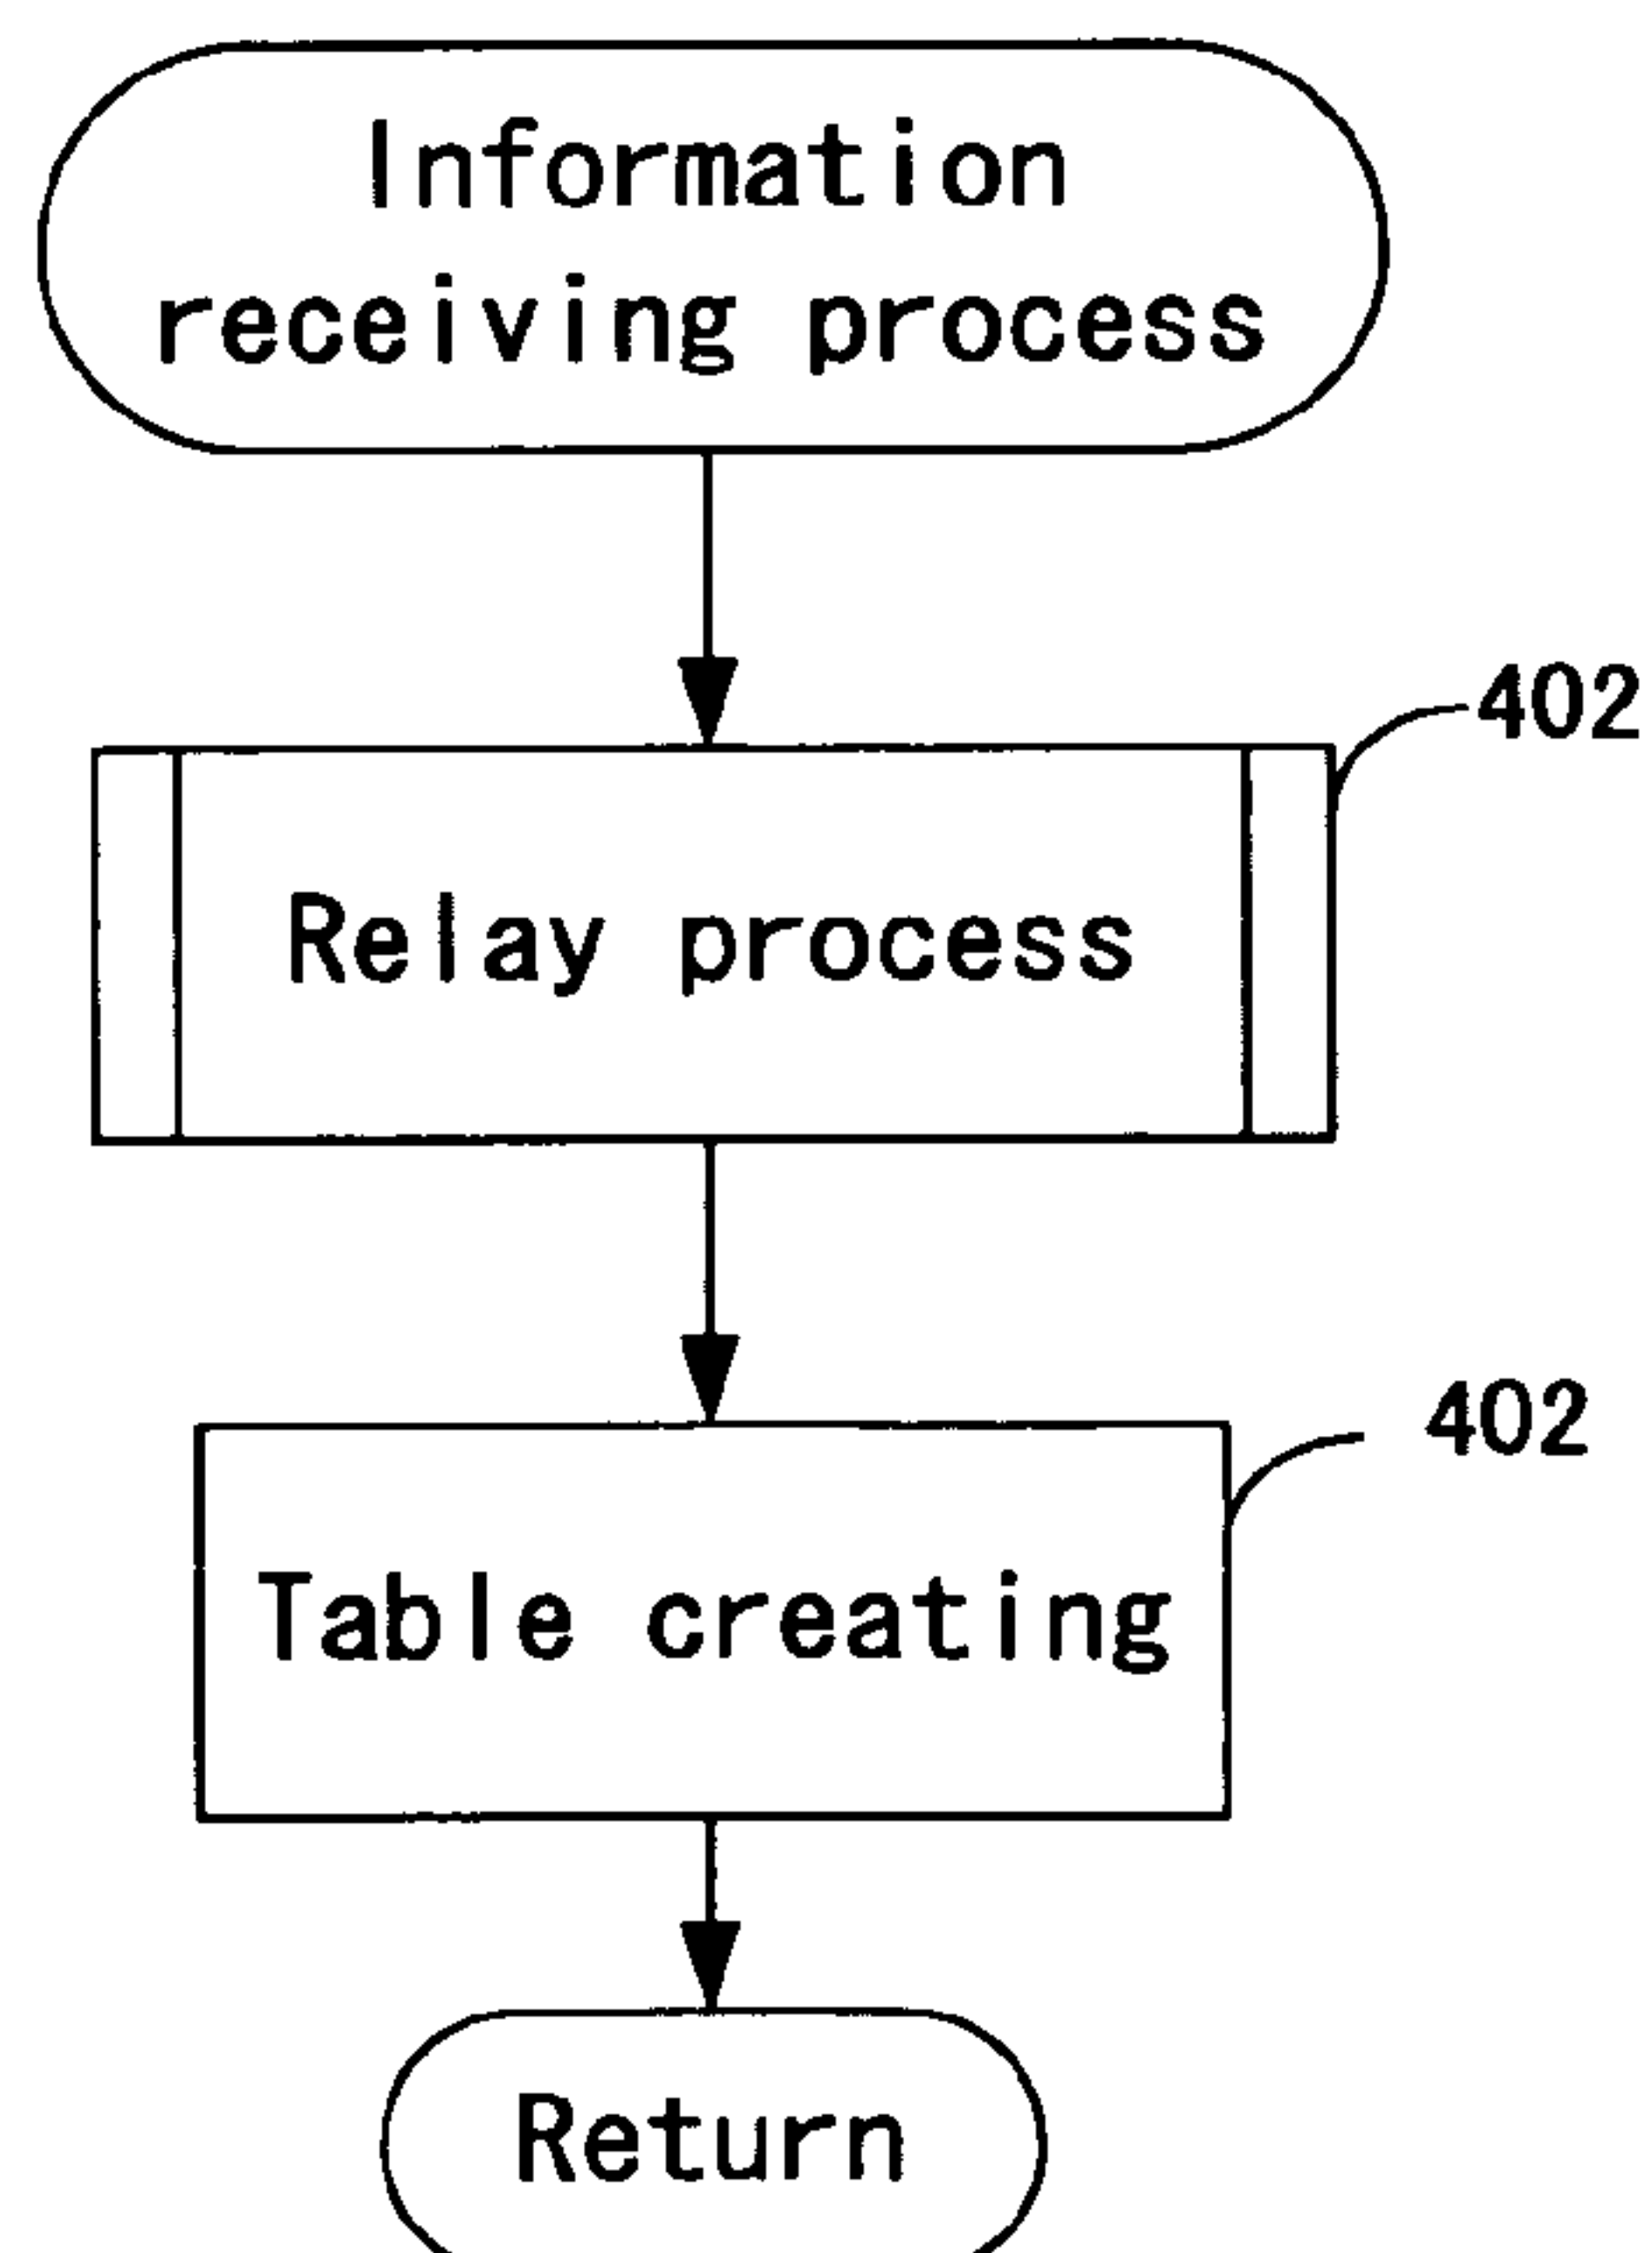 Information
receiving process
402
Relay process
402
Table creating
Return